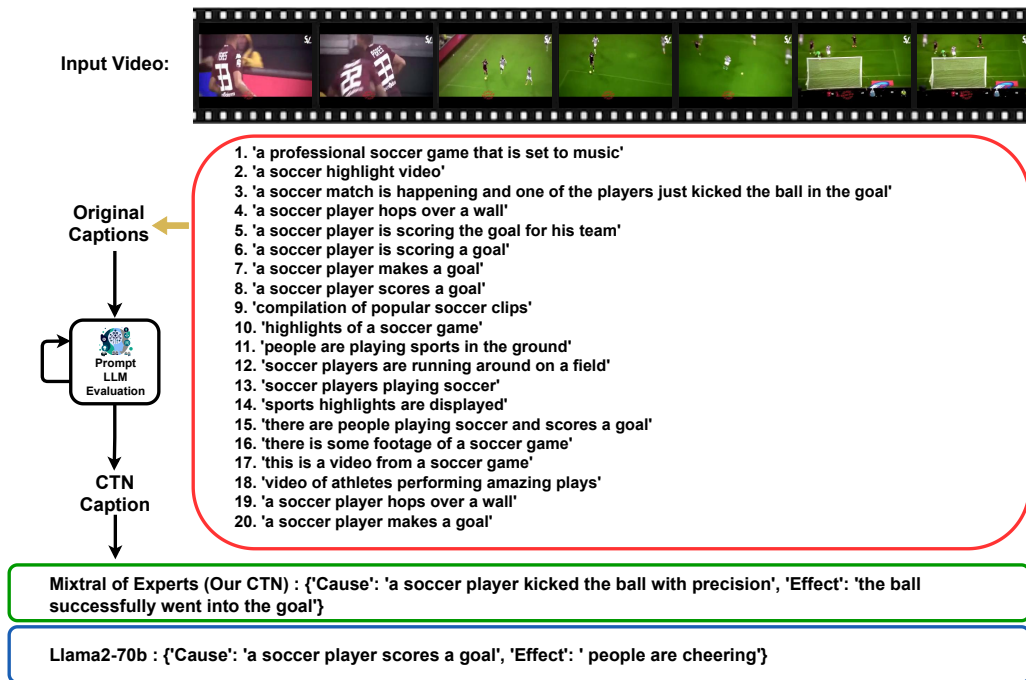 Input Video:
1. 'a professional soccer game that is set to music'
2. 'a soccer highlight video'
3. 'a soccer match is happening and one of the players just kicked the ball in the goal'
4. 'a soccer player hops over a wall'
5. 'a soccer player is scoring the goal for his team'
6. 'a soccer player is scoring a goal'
7. 'a soccer player makes a goal'
8. 'a soccer player scores a goal'
9. 'compilation of popular soccer clips'
10. 'highlights of a soccer game'
11. 'people are playing sports in the ground'
12. 'soccer players are running around on a field'
13. 'soccer players playing soccer'
14. 'sports highlights are displayed'
15. 'there are people playing soccer and scores a goal'
16. 'there is some footage of a soccer game'
17. 'this is a video from a soccer game'
18. 'video of athletes performing amazing plays'
19. 'a soccer player hops over a wall'
20. 'a soccer player makes a goal'
Original
Captions
Prompt
LLM
Evaluation
CTN
Caption
Mixtral of Experts (Our CTN) : {'Cause': 'a soccer player kicked the ball with precision', 'Effect': 'the ball
successfully went into the goal'}
Llama2-70b : {'Cause': 'a soccer player scores a goal', 'Effect': ' people are cheering'}